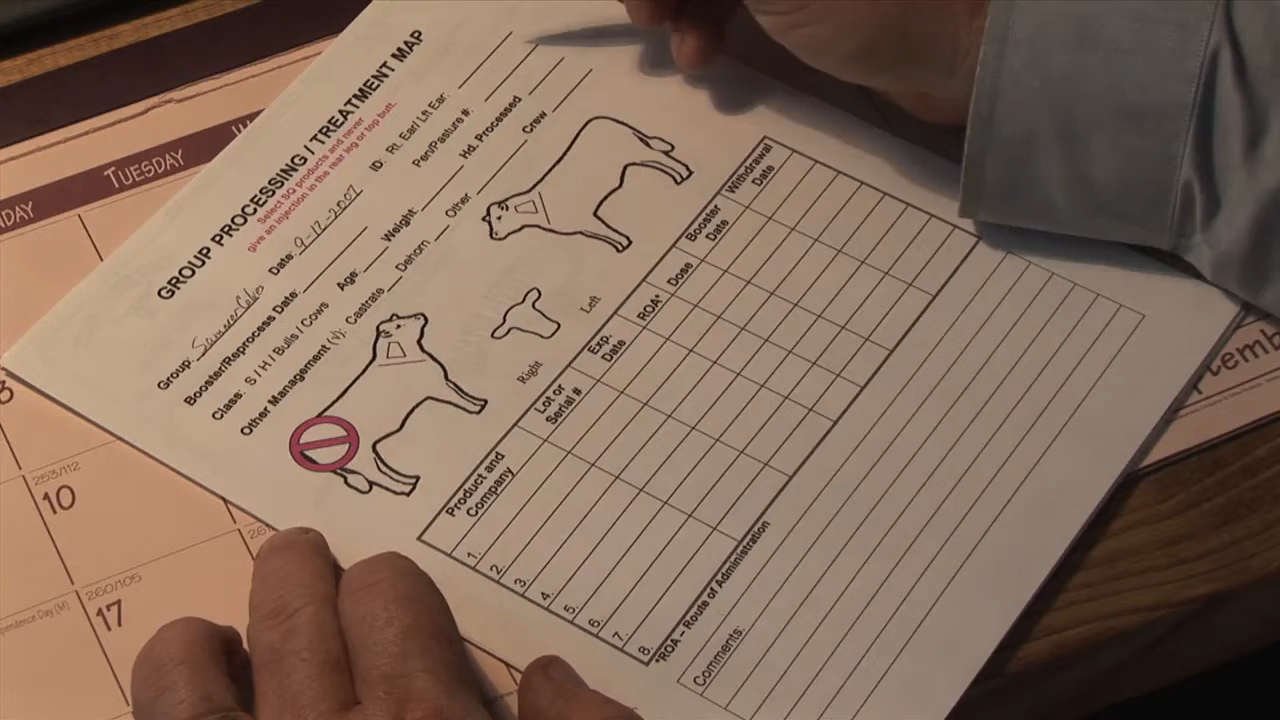 GROUP PROCESSING / TREATMENT MAP
Select SQ products and never
give an injection in the rear leg or top butt.
Group: Summer Calves Date: 9-12-2007 ID: Rt. Ear/ Lft Ear:
Booster/Reprocess Date: Pen/Pasture #:
Class: S / H / Bulls / Cows Age: Weight: Hd. Processed
Other Management (√): Castrate Dehorn Other Crew
Right
Left
Product and Company
Lot or Serial #
Exp. Date
ROA*
Dose
Booster Date
Withdrawal Date
1.
2.
3.
4.
5.
6.
7.
8.
*ROA – Route of Administration
Comments:
TUESDAY
253/112
10
260/105
17